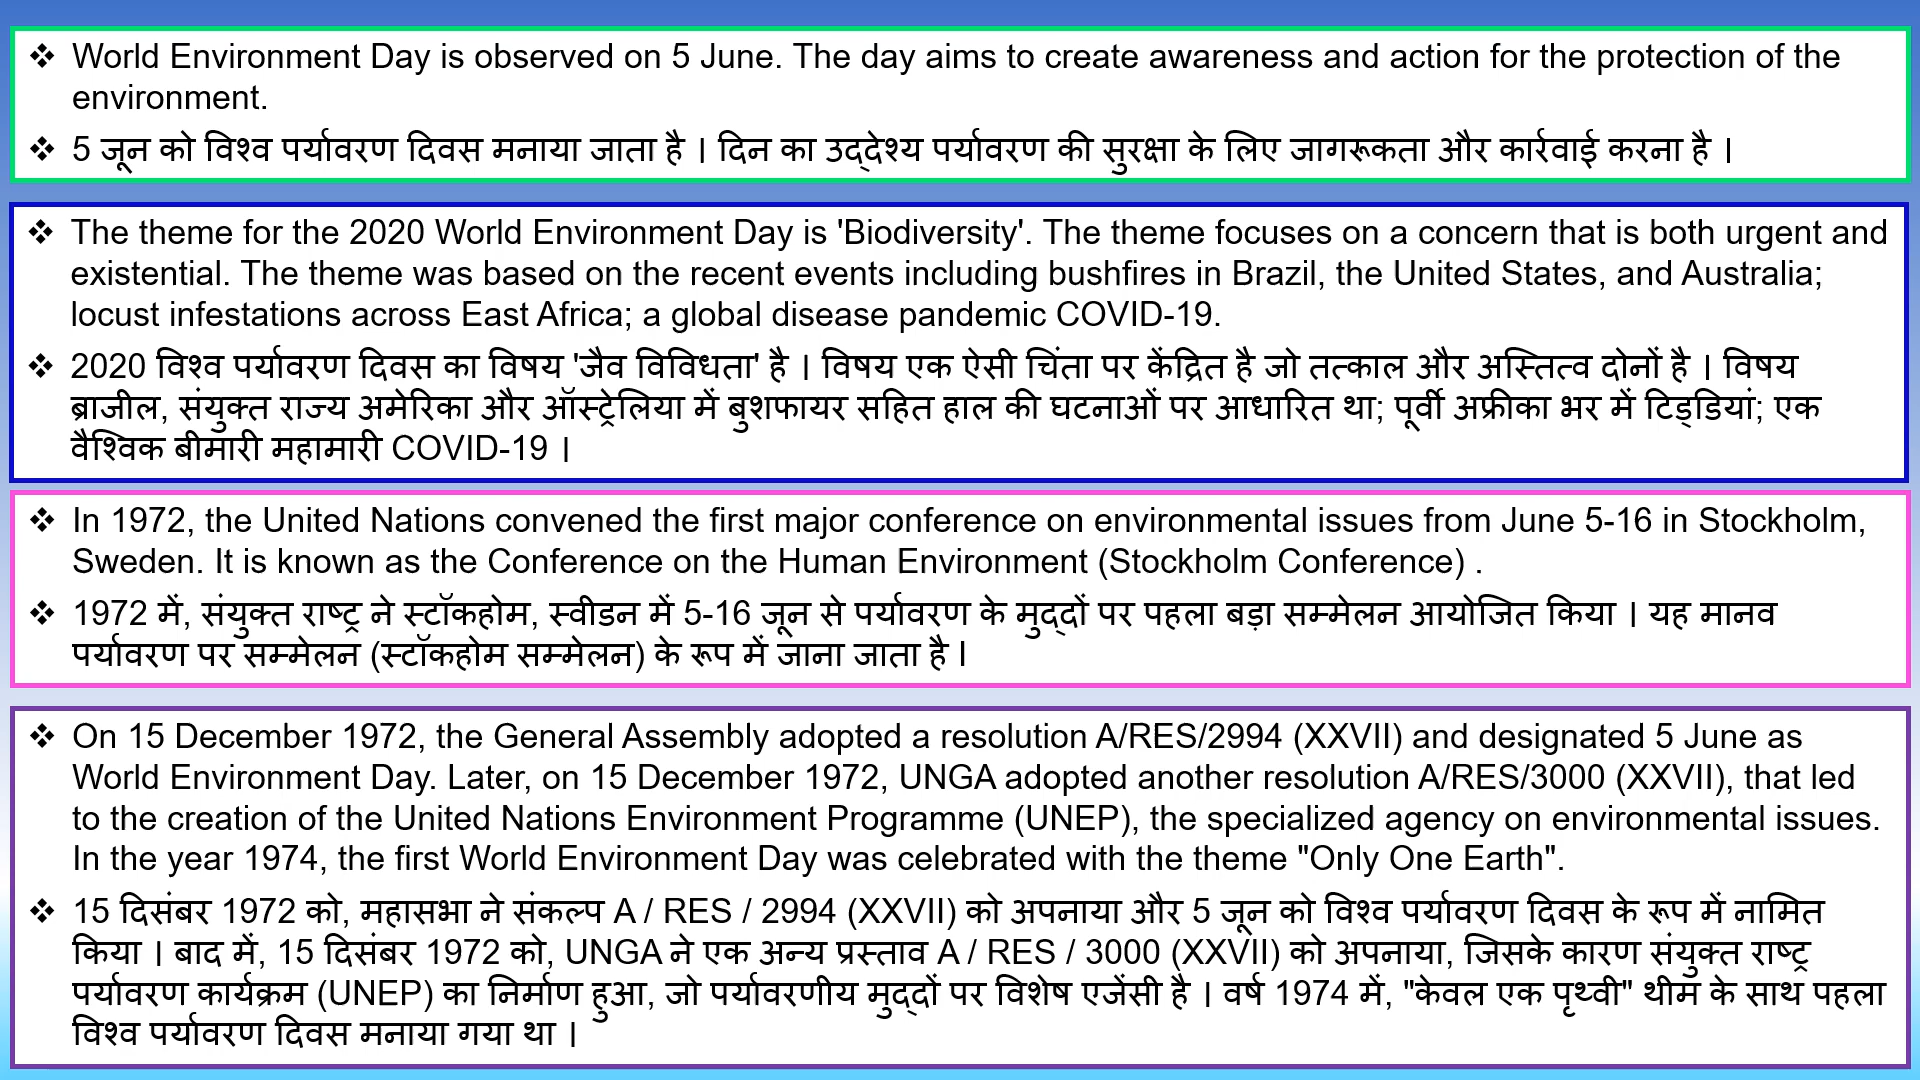 ❖ World Environment Day is observed on 5 June. The day aims to create awareness and action for the protection of the
environment.
❖ 5 जून को विश्व पर्यावरण दिवस मनाया जाता है । दिन का उद्देश्य पर्यावरण की सुरक्षा के लिए जागरूकता और कार्रवाई करना है ।
❖ The theme for the 2020 World Environment Day is 'Biodiversity'. The theme focuses on a concern that is both urgent and
existential. The theme was based on the recent events including bushfires in Brazil, the United States, and Australia;
locust infestations across East Africa; a global disease pandemic COVID-19.
❖ 2020 विश्व पर्यावरण दिवस का विषय 'जैव विविधता' है । विषय एक ऐसी चिंता पर केंद्रित है जो तत्काल और अस्तित्व दोनों है । विषय
ब्राजील, संयुक्त राज्य अमेरिका और ऑस्ट्रेलिया में बुशफायर सहित हाल की घटनाओं पर आधारित था; पूर्वी अफ्रीका भर में टिड्डियां; एक
वैश्विक बीमारी महामारी COVID-19 ।
❖ In 1972, the United Nations convened the first major conference on environmental issues from June 5-16 in Stockholm,
Sweden. It is known as the Conference on the Human Environment (Stockholm Conference) .
❖ 1972 में, संयुक्त राष्ट्र ने स्टॉकहोम, स्वीडन में 5-16 जून से पर्यावरण के मुद्दों पर पहला बड़ा सम्मेलन आयोजित किया । यह मानव
पर्यावरण पर सम्मेलन (स्टॉकहोम सम्मेलन) के रूप में जाना जाता है ।
❖ On 15 December 1972, the General Assembly adopted a resolution A/RES/2994 (XXVII) and designated 5 June as
World Environment Day. Later, on 15 December 1972, UNGA adopted another resolution A/RES/3000 (XXVII), that led
to the creation of the United Nations Environment Programme (UNEP), the specialized agency on environmental issues.
In the year 1974, the first World Environment Day was celebrated with the theme "Only One Earth".
❖ 15 दिसंबर 1972 को, महासभा ने संकल्प A / RES / 2994 (XXVII) को अपनाया और 5 जून को विश्व पर्यावरण दिवस के रूप में नामित
किया । बाद में, 15 दिसंबर 1972 को, UNGA ने एक अन्य प्रस्ताव A / RES / 3000 (XXVII) को अपनाया, जिसके कारण संयुक्त राष्ट्र
पर्यावरण कार्यक्रम (UNEP) का निर्माण हुआ, जो पर्यावरणीय मुद्दों पर विशेष एजेंसी है । वर्ष 1974 में, "केवल एक पृथ्वी" थीम के साथ पहला
विश्व पर्यावरण दिवस मनाया गया था ।